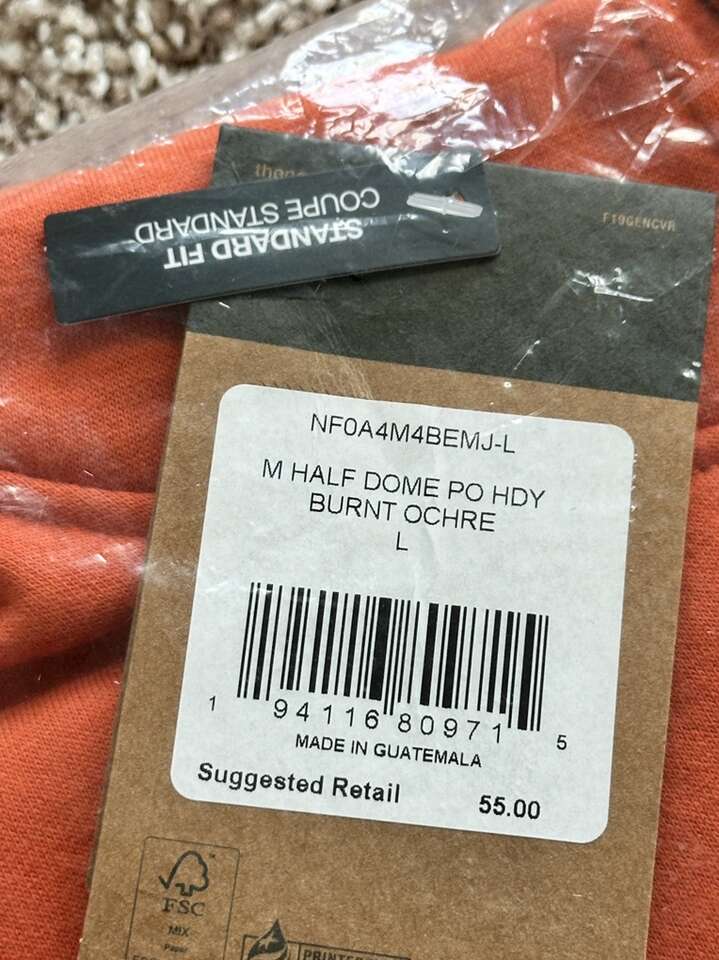 STANDARD FIT
COUPE STANDARD
F19GENCVR
NF0A4M4BEMJ-L
M HALF DOME PO HDY
BURNT OCHRE
L
1 94116 80971 5
MADE IN GUATEMALA
Suggested Retail 55.00
FSC
MIX
Paper